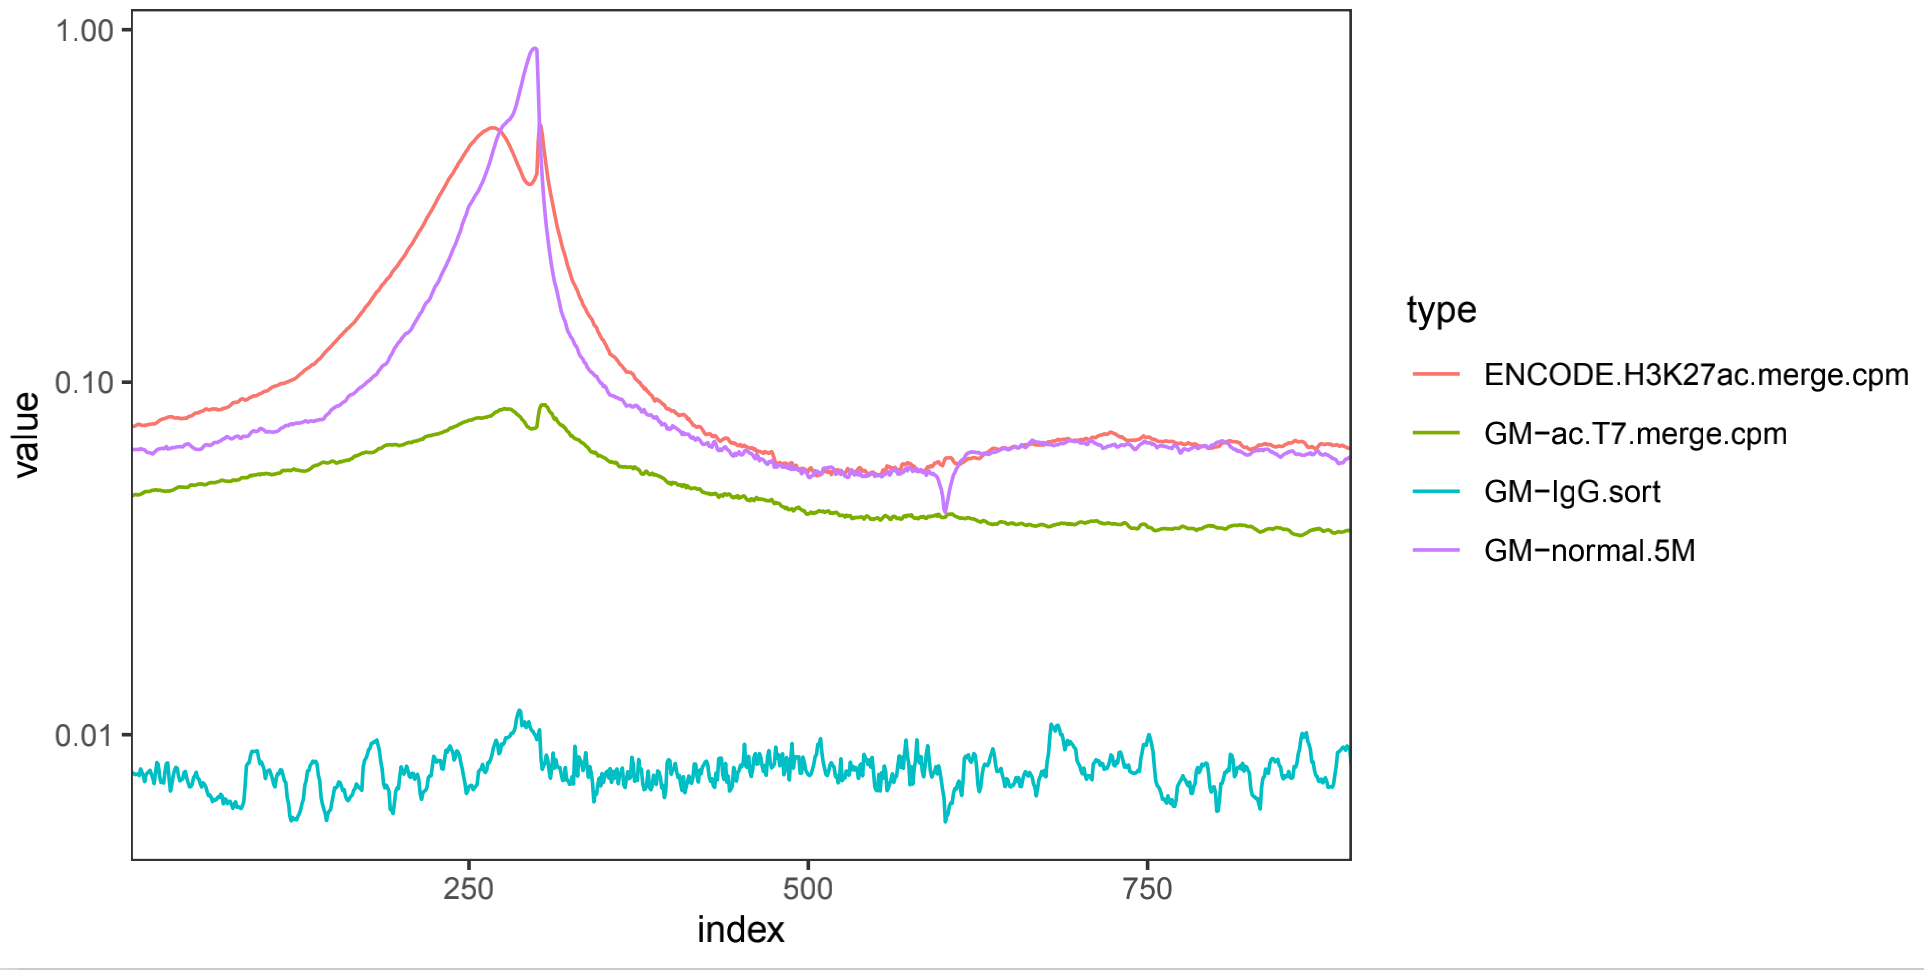 1.00
0.10
0.01
value
250
500
750
index
type
ENCODE.H3K27ac.merge.cpm
GM−ac.T7.merge.cpm
GM−IgG.sort
GM−normal.5M